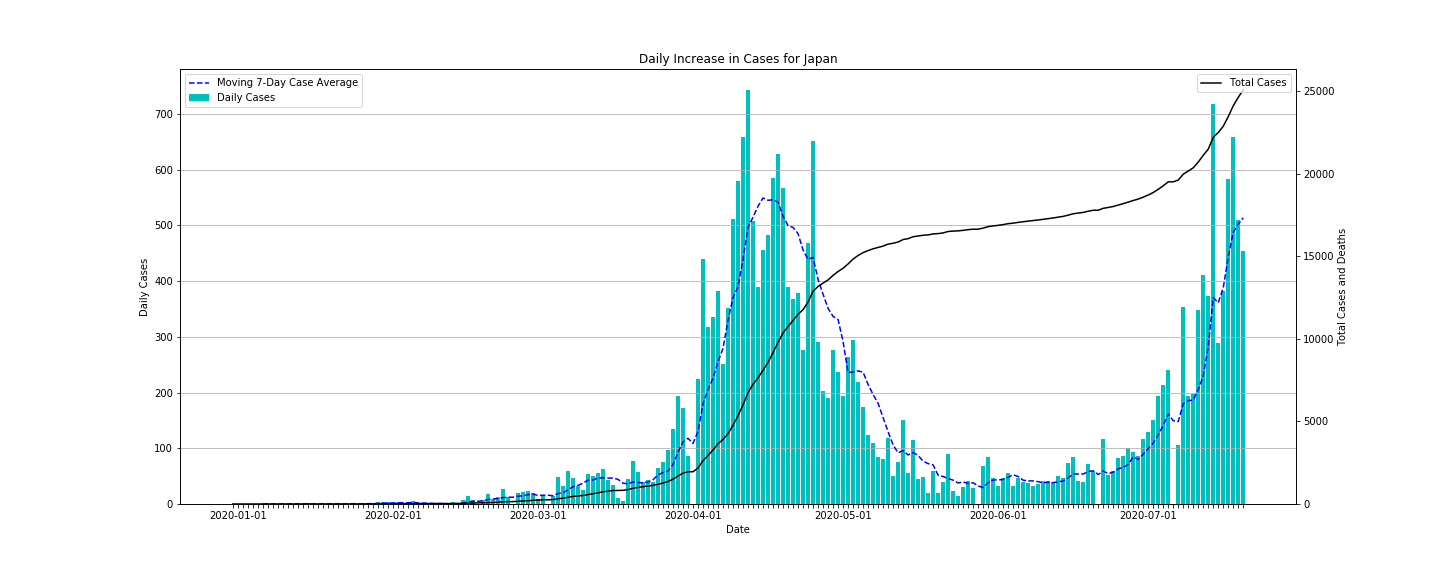 Daily Increase in Cases for Japan
Moving 7-Day Case Average
Daily Cases
Total Cases
700
600
500
400
300
200
100
0
Daily Cases
25000
20000
15000
10000
5000
0
Total Cases and Deaths
2020-01-01 2020-02-01 2020-03-01 2020-04-01 2020-05-01 2020-06-01 2020-07-01
Date